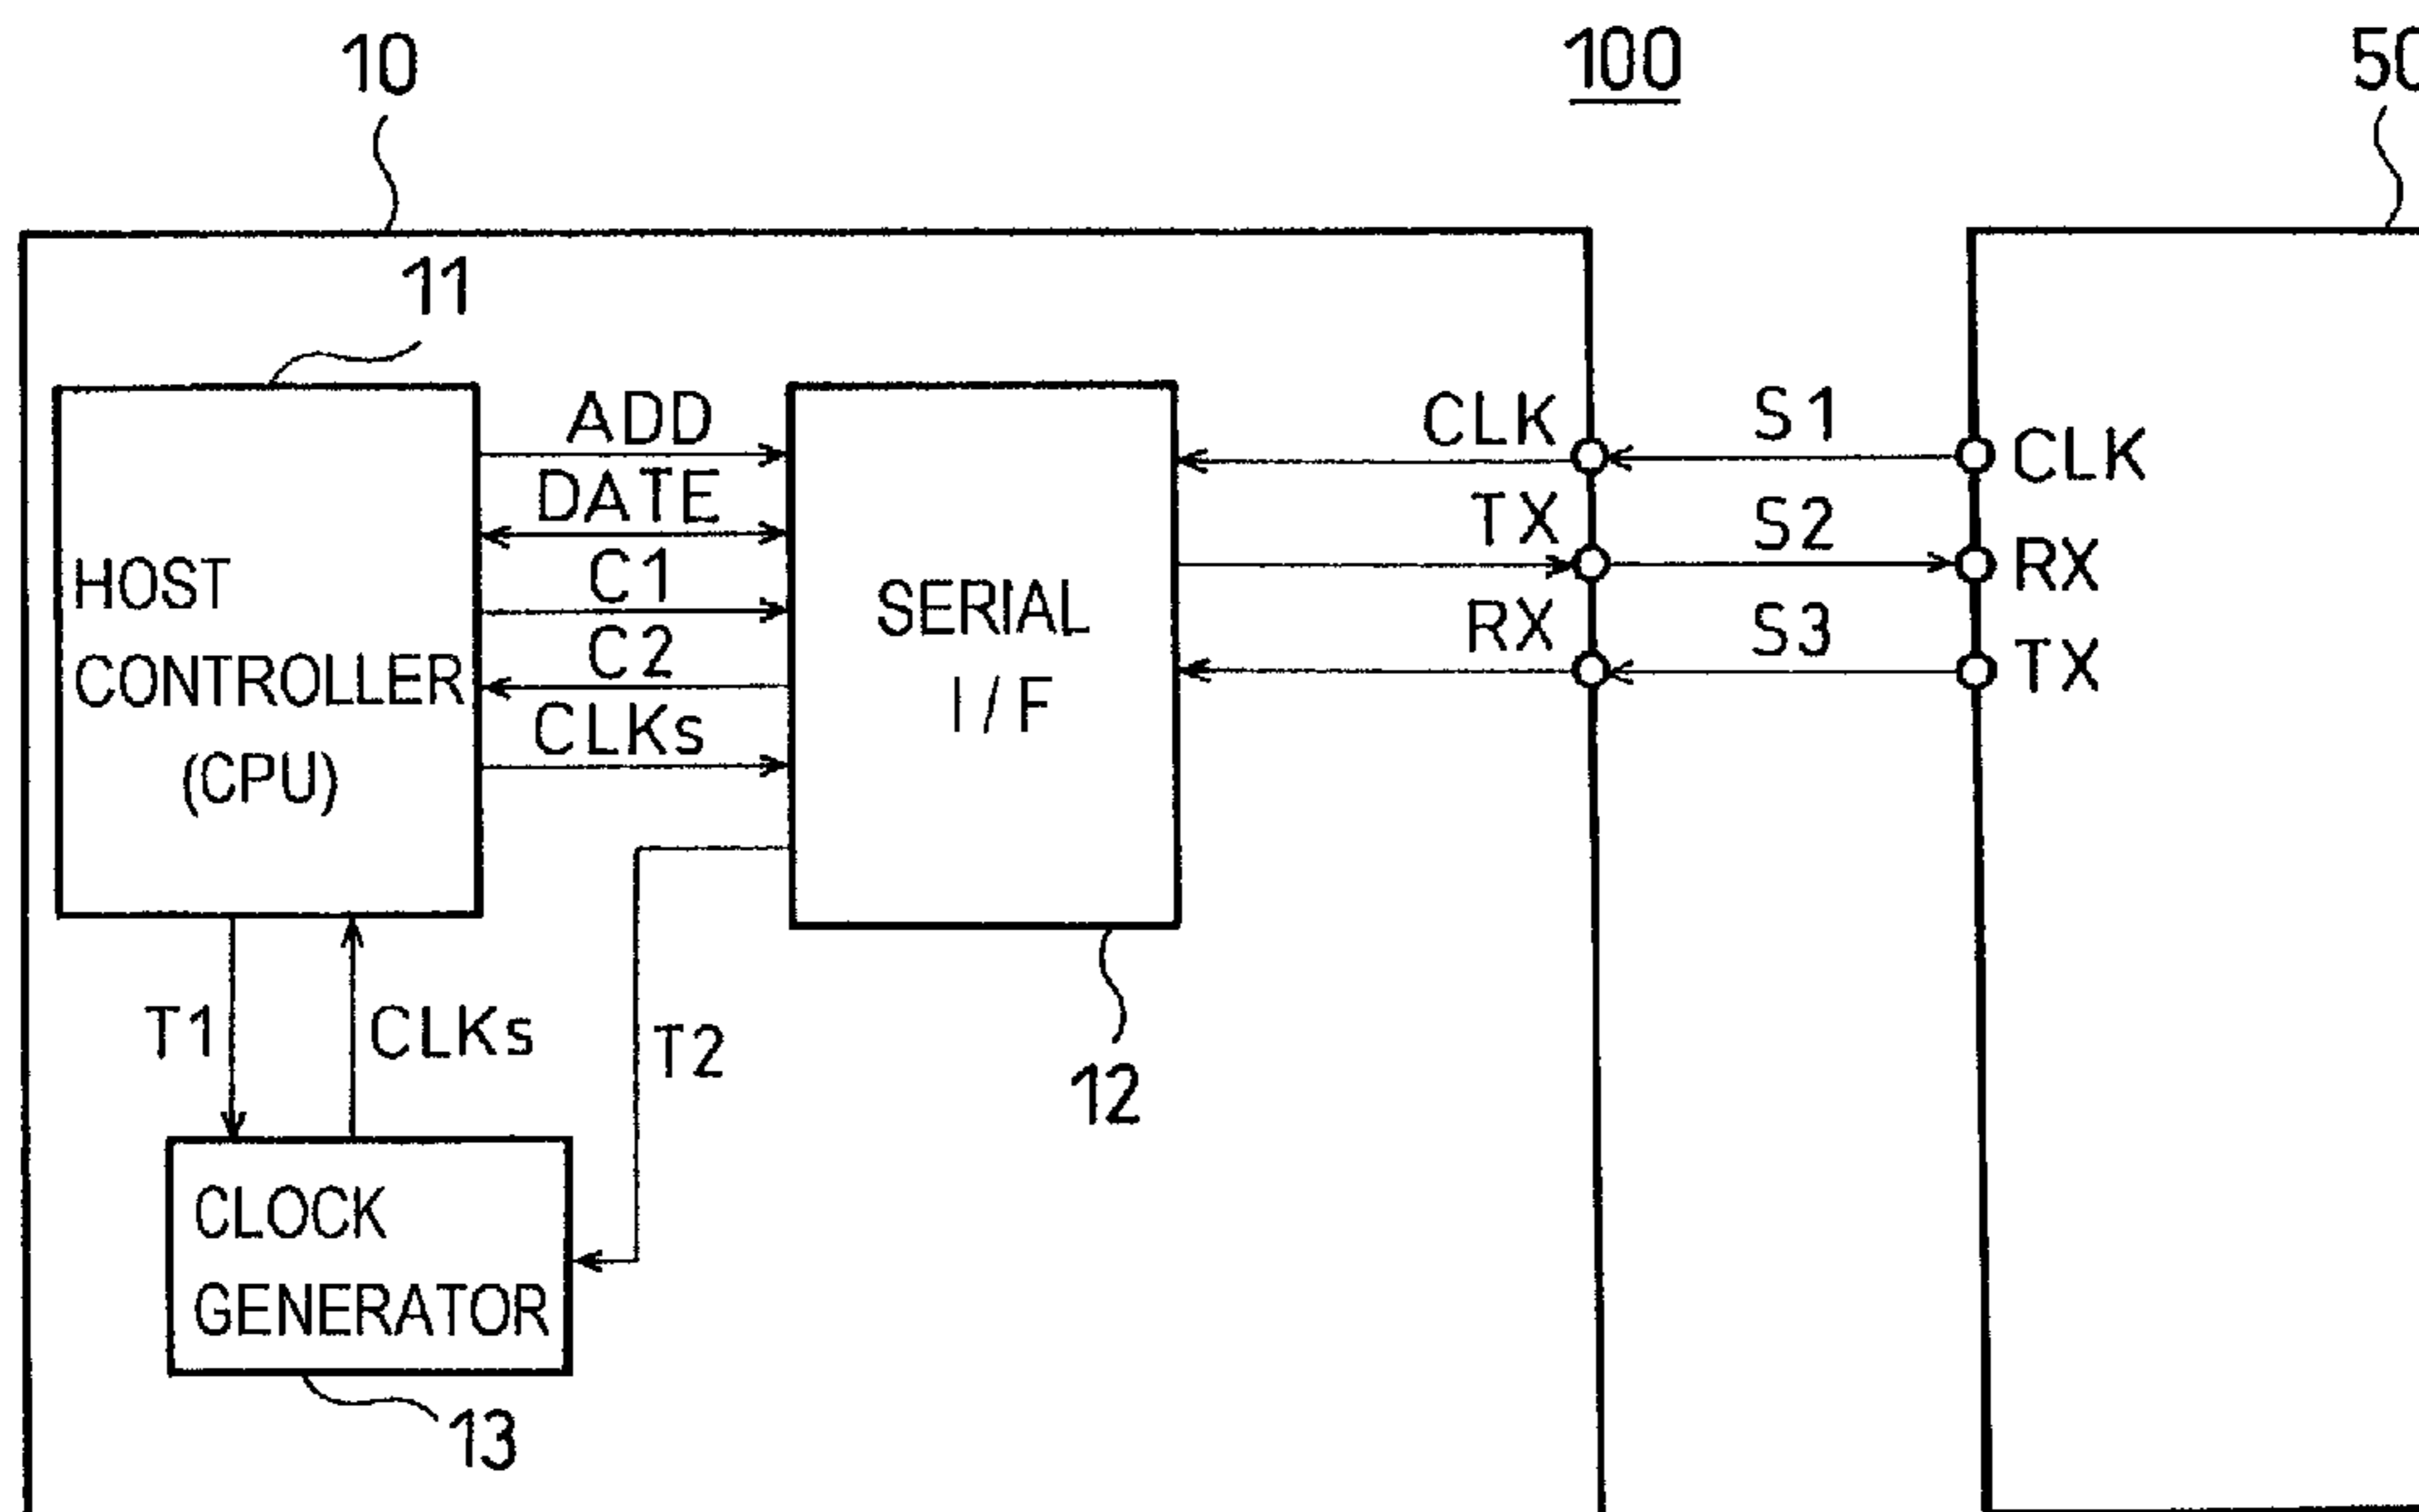 10
100
50
11
ADD
DATE
C1
C2
CLKs
HOST
CONTROLLER
(CPU)
SERIAL
I/F
CLK
TX
RX
S1
S2
S3
CLK
RX
TX
T1
CLKs
T2
12
CLOCK
GENERATOR
13